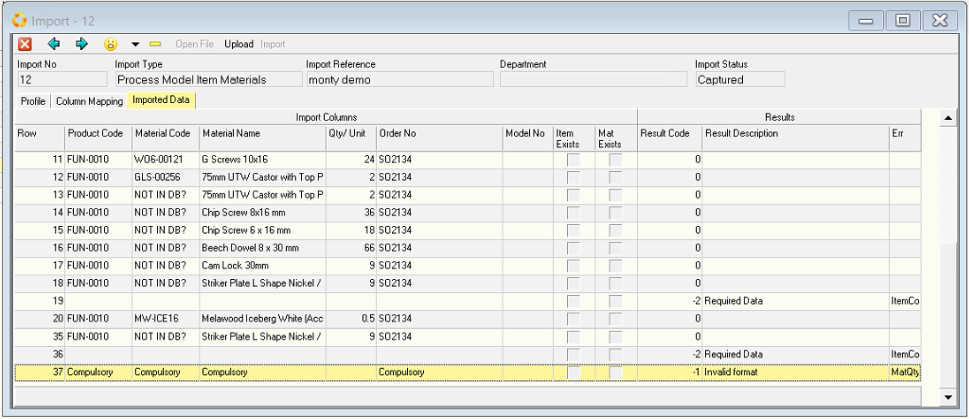 Import - 12
Open File Upload Import
Import No Import Type Import Reference Department Import Status
12 Process Model Item Materials monty demo Captured
Profile Column Mapping Imported Data
Import Columns Results
Row Product Code Material Code Material Name Qty/ Unit Order No Model No Item Exists Mat Exists Result Code Result Description Err
11 FUN-0010 W06-00121 G Screws 10x16 24 SO2134 0
12 FUN-0010 GLS-00256 75mm UTW Castor with Top P 2 SO2134 0
13 FUN-0010 NOT IN DB? 75mm UTW Castor with Top P 2 SO2134 0
14 FUN-0010 NOT IN DB? Chip Screw 8x16 mm 36 SO2134 0
15 FUN-0010 NOT IN DB? Chip Screw 6 x 16 mm 18 SO2134 0
16 FUN-0010 NOT IN DB? Beech Dowel 8 x 30 mm 66 SO2134 0
17 FUN-0010 NOT IN DB? Cam Lock 30mm 9 SO2134 0
18 FUN-0010 NOT IN DB? Striker Plate L Shape Nickel / 9 SO2134 0
19 -2 Required Data ItemCo
20 FUN-0010 MW-ICE16 Melawood Iceberg White (Acc 0.5 SO2134 0
35 FUN-0010 NOT IN DB? Striker Plate L Shape Nickel / 9 SO2134 0
36 -2 Required Data ItemCo
37 Compulsory Compulsory Compulsory Compulsory -1 Invalid format MatQty